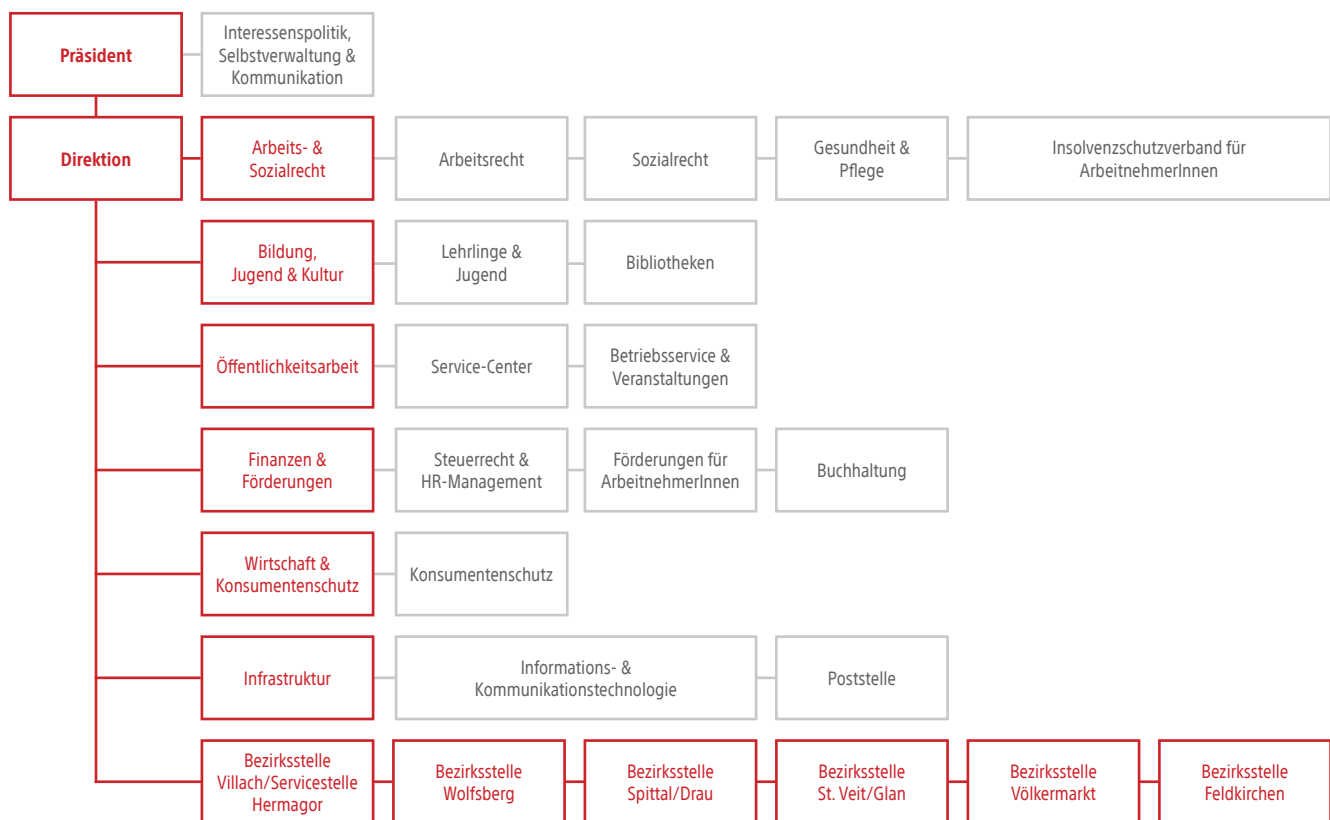 Präsident
Interessenspolitik,
Selbstverwaltung &
Kommunikation
Direktion
Arbeits- &
Sozialrecht
Arbeitsrecht
Sozialrecht
Gesundheit &
Pflege
Insolvenzschutzverband für
ArbeitnehmerInnen
Bildung,
Jugend & Kultur
Lehrlinge &
Jugend
Bibliotheken
Öffentlichkeitsarbeit
Service-Center
Betriebsservice &
Veranstaltungen
Finanzen &
Förderungen
Steuerrecht &
HR-Management
Förderungen für
ArbeitnehmerInnen
Buchhaltung
Wirtschaft &
Konsumentenschutz
Konsumentenschutz
Infrastruktur
Informations- &
Kommunikationstechnologie
Poststelle
Bezirksstelle
Villach/Servicestelle
Hermagor
Bezirksstelle
Wolfsberg
Bezirksstelle
Spittal/Drau
Bezirksstelle
St. Veit/Glan
Bezirksstelle
Völkermarkt
Bezirksstelle
Feldkirchen